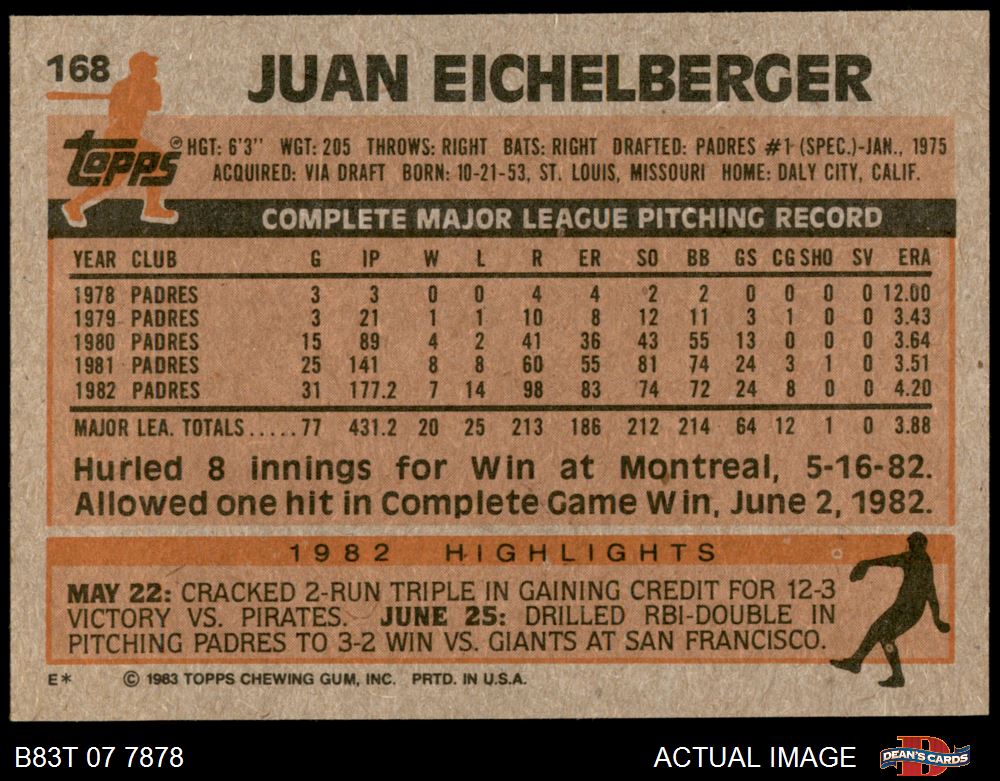 168 JUAN EICHELBERGER
topps® HGT: 6'3" WGT: 205 THROWS: RIGHT BATS: RIGHT DRAFTED: PADRES #1 (SPEC.)-JAN., 1975
ACQUIRED: VIA DRAFT BORN: 10-21-53, ST. LOUIS, MISSOURI HOME: DALY CITY, CALIF.
COMPLETE MAJOR LEAGUE PITCHING RECORD
YEAR CLUB G IP W L R ER SO BB GS CG SHO SV ERA
1978 PADRES 3 3 0 0 4 4 2 2 0 0 0 0 12.00
1979 PADRES 3 21 1 1 10 8 12 11 3 1 0 0 3.43
1980 PADRES 15 89 4 2 41 36 43 55 13 0 0 0 3.64
1981 PADRES 25 141 8 8 60 55 81 74 24 3 1 0 3.51
1982 PADRES 31 177.2 7 14 98 83 74 72 24 8 0 0 4.20
MAJOR LEA. TOTALS.....77 431.2 20 25 213 186 212 214 64 12 1 0 3.88
Hurled 8 innings for Win at Montreal, 5-16-82.
Allowed one hit in Complete Game Win, June 2, 1982.
1982 HIGHLIGHTS
MAY 22: CRACKED 2-RUN TRIPLE IN GAINING CREDIT FOR 12-3
VICTORY VS. PIRATES. JUNE 25: DRILLED RBI-DOUBLE IN
PITCHING PADRES TO 3-2 WIN VS. GIANTS AT SAN FRANCISCO.
E* © 1983 TOPPS CHEWING GUM, INC. PRTD. IN U.S.A.
B83T 07 7878 ACTUAL IMAGE DEAN'S CARDS